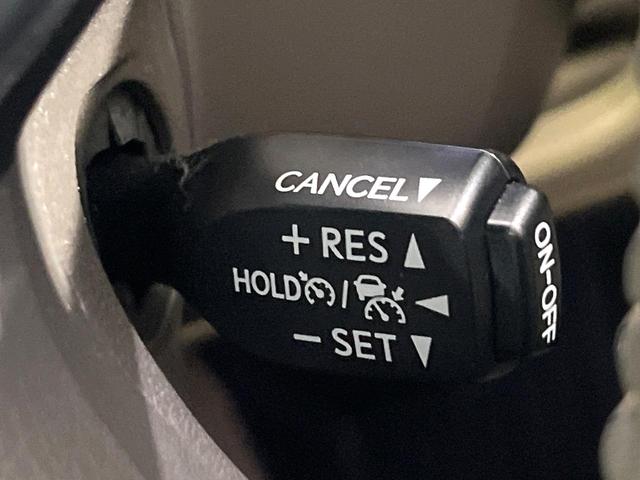 CANCEL▼
+ RES ▲
HOLD / ◀
− SET ▼
ON-OFF